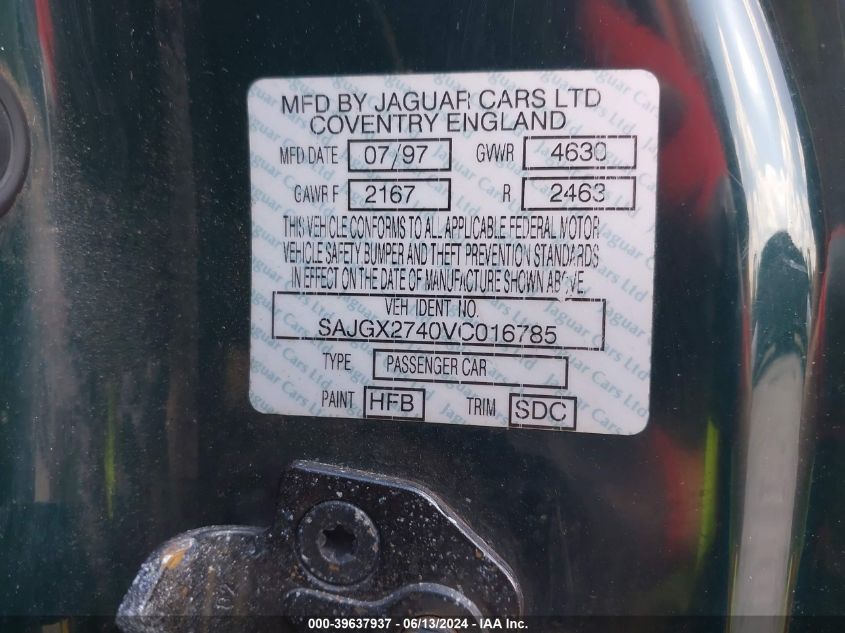 MFD BY JAGUAR CARS LTD
COVENTRY ENGLAND
MFD DATE 07/97 GVWR 4630
GAWR F 2167 R 2463
THIS VEHICLE CONFORMS TO ALL APPLICABLE FEDERAL MOTOR
VEHICLE SAFETY BUMPER AND THEFT PREVENTION STANDARDS
IN EFFECT ON THE DATE OF MANUFACTURE SHOWN ABOVE.
VEH IDENT NO.
SAJGX2740VC016785
TYPE PASSENGER CAR
PAINT HFB TRIM SDC
000-39637937 - 06/13/2024 - IAA Inc.